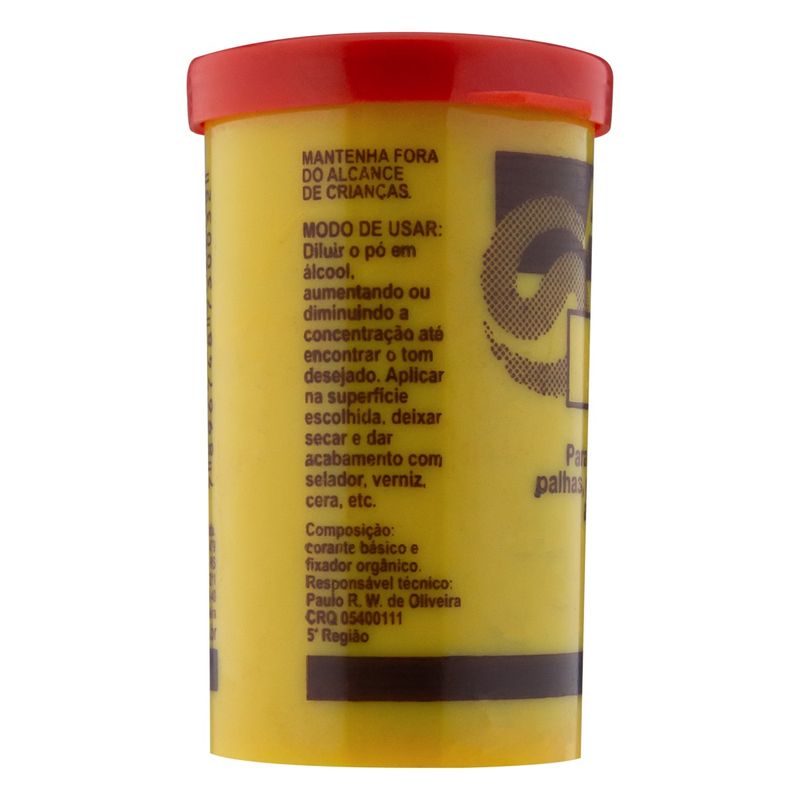 MANTENHA FORA
DO ALCANCE
DE CRIANÇAS.
MODO DE USAR:
Diluir o pó em
álcool,
aumentando ou
diminuindo a
concentração até
encontrar o tom
desejado. Aplicar
na superfície
escolhida, deixar
secar e dar
acabamento com
selador, verniz,
cera, etc.
Composição:
corante básico e
fixador orgânico.
Responsável técnico:
Paulo R. W. de Oliveira
CRQ 05400111
5ª Região
Para
palhas,